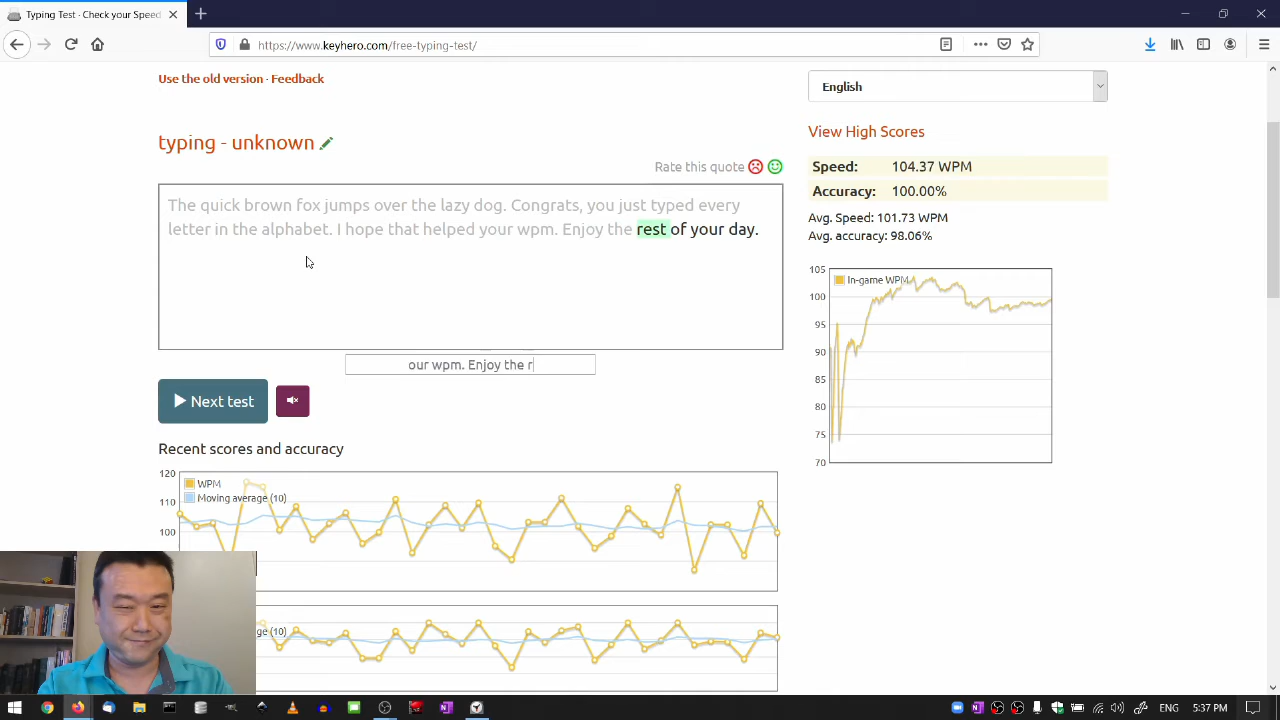 Typing Test - Check your Speed
https://www.keyhero.com/free-typing-test/
Use the old version · Feedback
English
typing - unknown
View High Scores
Rate this quote
Speed: 104.37 WPM
Accuracy: 100.00%
Avg. Speed: 101.73 WPM
Avg. accuracy: 98.06%
The quick brown fox jumps over the lazy dog. Congrats, you just typed every
letter in the alphabet. I hope that helped your wpm. Enjoy the rest of your day.
our wpm. Enjoy the r
Next test
105
100
95
90
85
80
75
70
In-game WPM
Recent scores and accuracy
120
110
100
WPM
Moving average (10)
ge (10)
ENG
5:37 PM